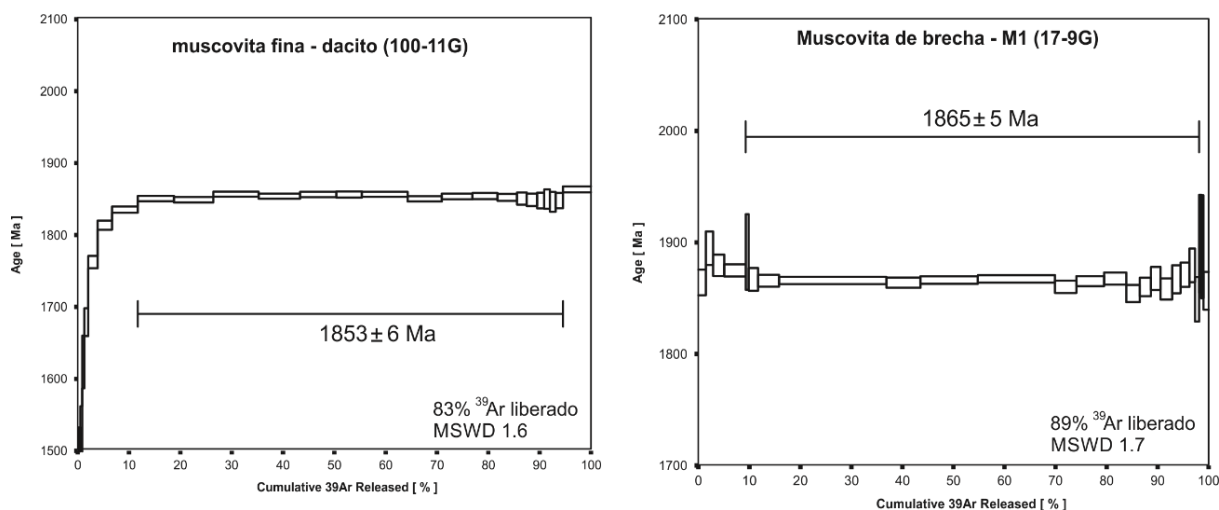 muscovita fina - dacito (100-11G)
2100
2000
1900
1800
1700
1600
1500
Age [ Ma ]
1853± 6 Ma
83% ³⁹Ar liberado
MSWD 1.6
0 10 20 30 40 50 60 70 80 90 100
Cumulative 39Ar Released [ % ]
Muscovita de brecha - M1 (17-9G)
2100
2000
1900
1800
1700
Age [ Ma ]
1865± 5 Ma
89% ³⁹Ar liberado
MSWD 1.7
0 10 20 30 40 50 60 70 80 90 100
Cumulative 39Ar Released [ % ]